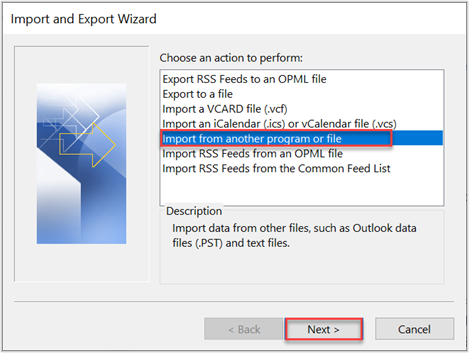 Import and Export Wizard
Choose an action to perform:
Export RSS Feeds to an OPML file
Export to a file
Import a VCARD file (.vcf)
Import an iCalendar (.ics) or vCalendar file (.vcs)
Import from another program or file
Import RSS Feeds from an OPML file
Import RSS Feeds from the Common Feed List
Description
Import data from other files, such as Outlook data
files (.PST) and text files.
< Back
Next >
Cancel